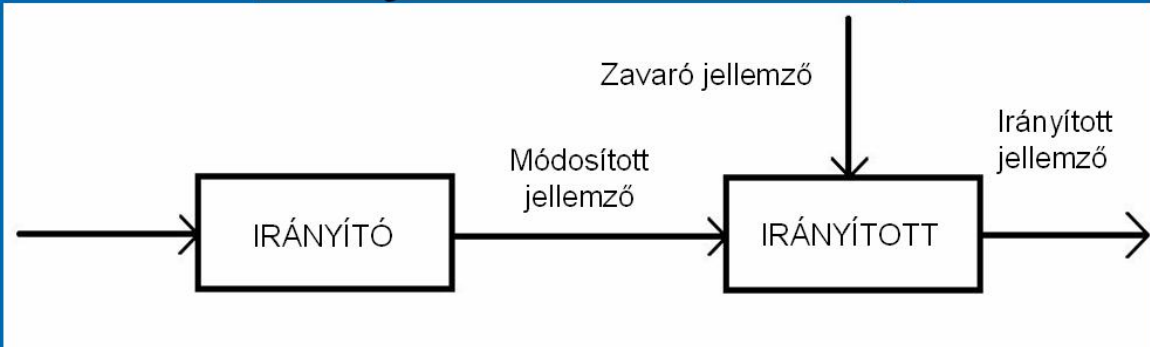 Zavaró jellemző
Irányított
jellemző
Módosított
jellemző
IRÁNYÍTÓ
IRÁNYÍTOTT